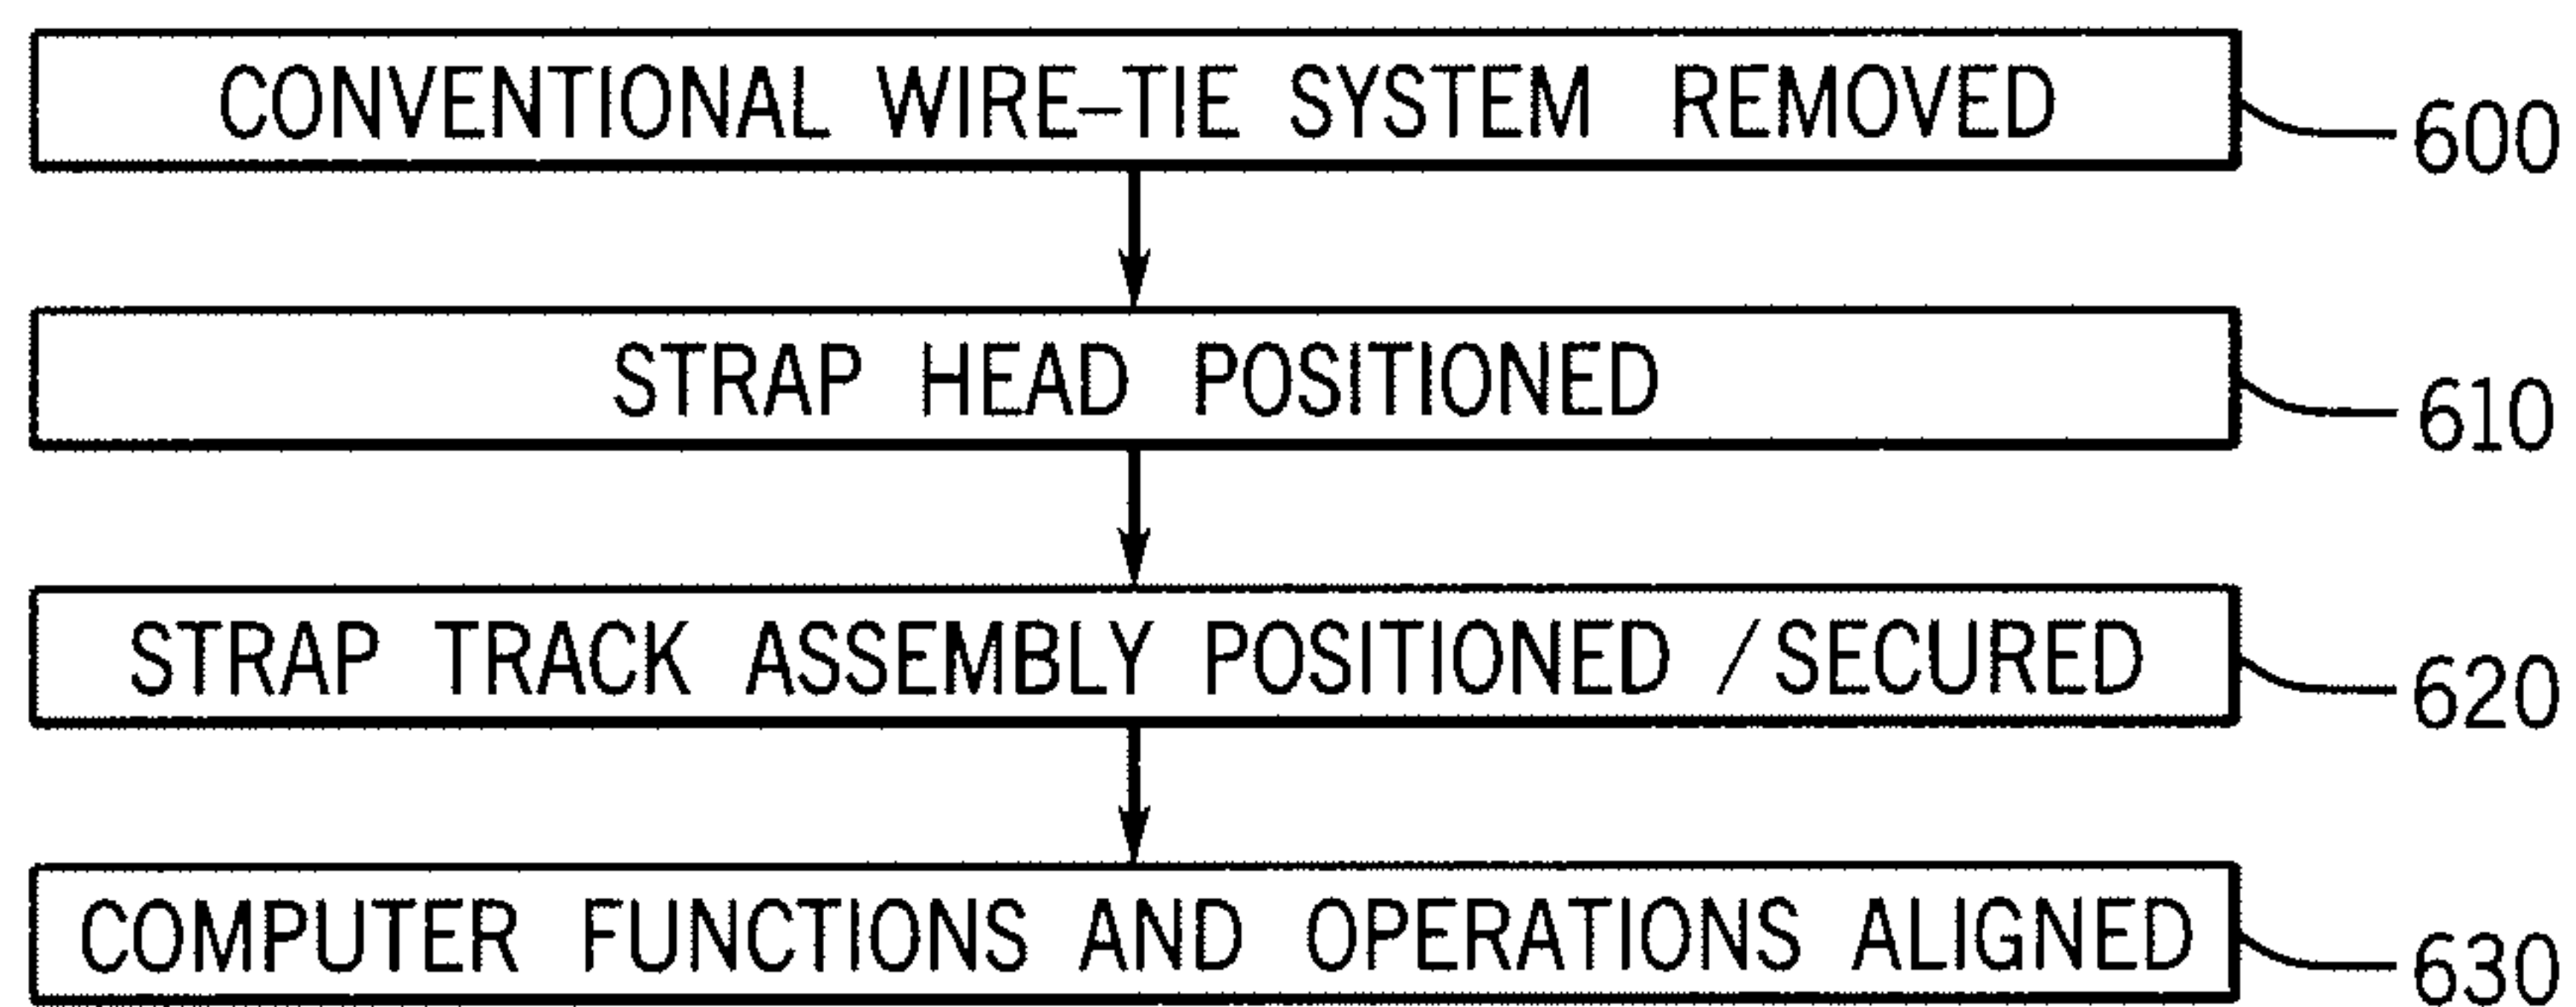 CONVENTIONAL WIRE-TIE SYSTEM REMOVED
600
STRAP HEAD POSITIONED
610
STRAP TRACK ASSEMBLY POSITIONED /SECURED
620
COMPUTER FUNCTIONS AND OPERATIONS ALIGNED
630